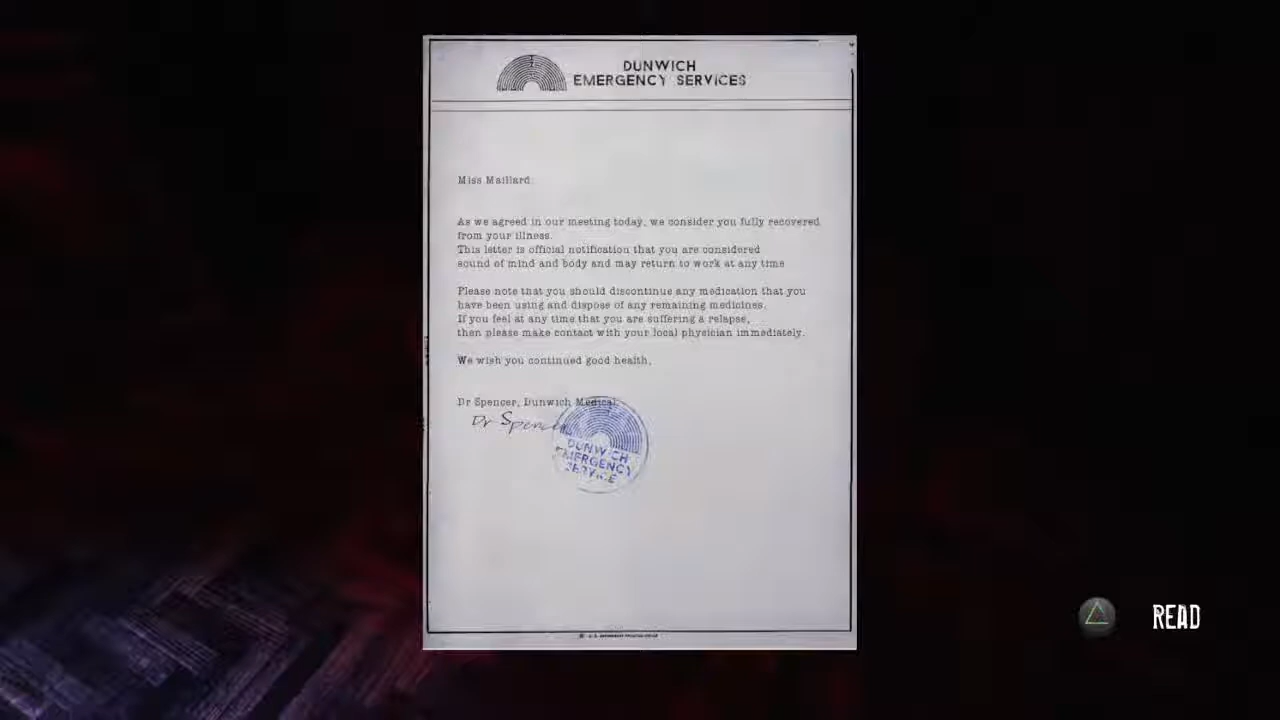 DUNWICH
EMERGENCY SERVICES
Miss Maillard.
As we agreed in our meeting today, we consider you fully recovered
from your illness.
This letter is official notification that you are considered
sound of mind and body and may return to work at any time
Please note that you should discontinue any medication that you
have been using and dispose of any remaining medicines.
If you feel at any time that you are suffering a relapse,
then please make contact with your local physician immediately.
We wish you continued good health,
Dr Spencer, Dunwich Medical.
Dr Spencer
DUNWICH
EMERGENCY
SERVICE
READ